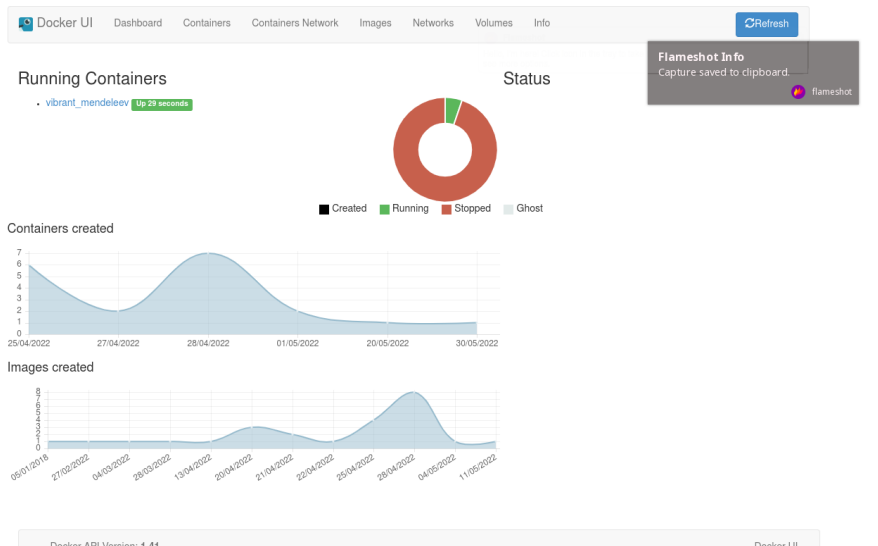 Docker UI Dashboard Containers Containers Network Images Networks Volumes Info Refresh
Flameshot Info
Capture saved to clipboard.
flameshot
Running Containers
vibrant_mendeleev Up 29 seconds
Status
Created Running Stopped Ghost
Containers created
7
6
5
4
3
2
1
0
25/04/2022 27/04/2022 28/04/2022 01/05/2022 20/05/2022 30/05/2022
Images created
8
7
6
5
4
3
2
1
0
05/01/2018 27/02/2022 04/03/2022 28/03/2022 13/04/2022 20/04/2022 21/04/2022 22/04/2022 25/04/2022 28/04/2022 04/05/2022 11/05/2022
Docker API Version: 1.41 Docker UI